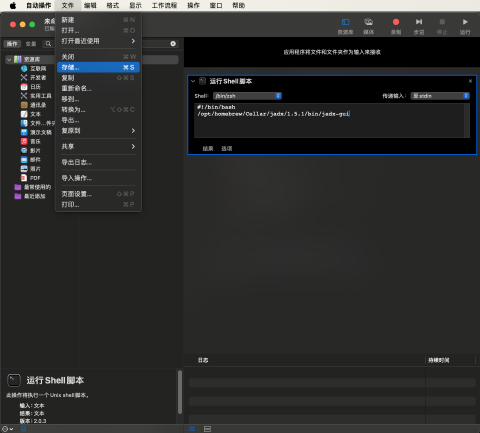 自动操作 文件 编辑 格式 显示 工作流程 操作 窗口 帮助
新建 ⌘N
打开... ⌘O
打开最近使用
关闭 ⌘W
存储... ⌘S
复制 ⇧⌘S
重新命名...
移到...
转换为... ⌥⇧⌘C
导出...
复原到
共享
导出日志...
导入操作...
页面设置... ⇧⌘P
打印... ⌘P
资源库 媒体 录制 步进 停止 运行
操作 变量
资源库
互联网
开发者
日历
实用工具
通讯录
文本
文件...件夹
演示文稿
音乐
影片
邮件
照片
PDF
最常使用的
最近添加
应用程序将文件和文件夹作为输入来接收
运行 Shell 脚本
Shell: /bin/zsh 传递输入: 至 stdin
#!/bin/bash
/opt/homebrew/Cellar/jadx/1.5.1/bin/jadx-gui
结果 选项
日志 持续时间
运行 Shell 脚本
此操作将执行一个 Unix shell 脚本。
输入: 文本
结果: 文本
版本: 2.0.3